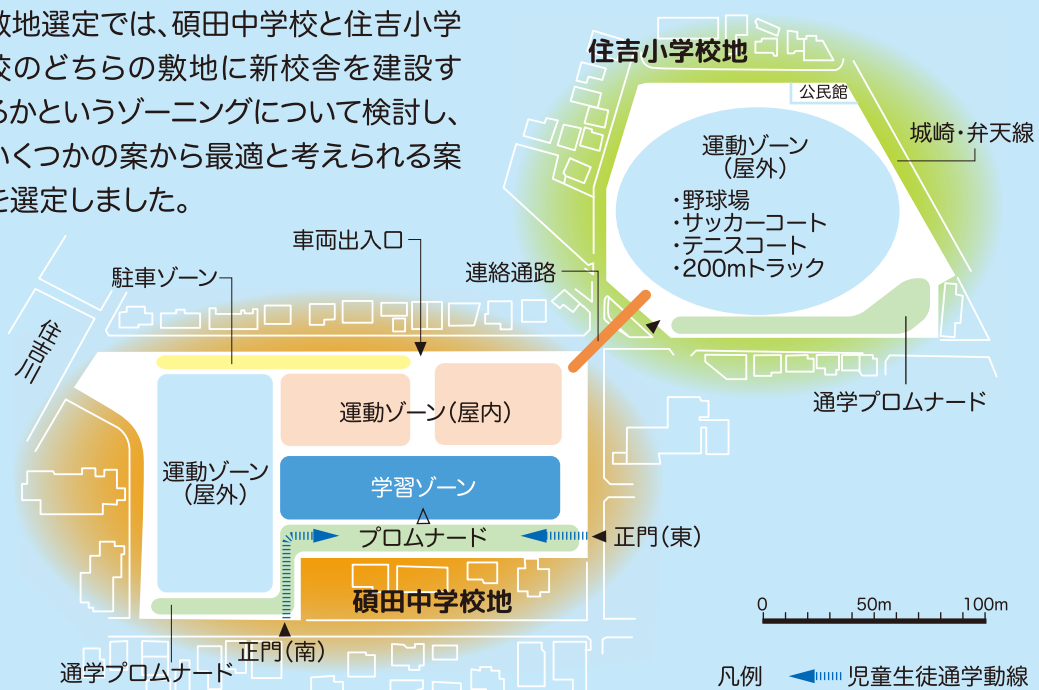 敷地選定では、碩田中学校と住吉小学
校のどちらの敷地に新校舎を建設す
るかというゾーニングについて検討し、
いくつかの案から最適と考えられる案
を選定しました。
住吉小学校地
公民館
城崎・弁天線
運動ゾーン
(屋外)
・野球場
・サッカーコート
・テニスコート
・200mトラック
車両出入口
連絡通路
駐車ゾーン
住吉川
通学プロムナード
運動ゾーン(屋内)
運動ゾーン
(屋外)
学習ゾーン
プロムナード
正門(東)
碩田中学校地
正門(南)
通学プロムナード
0 50m 100m
凡例 児童生徒通学動線